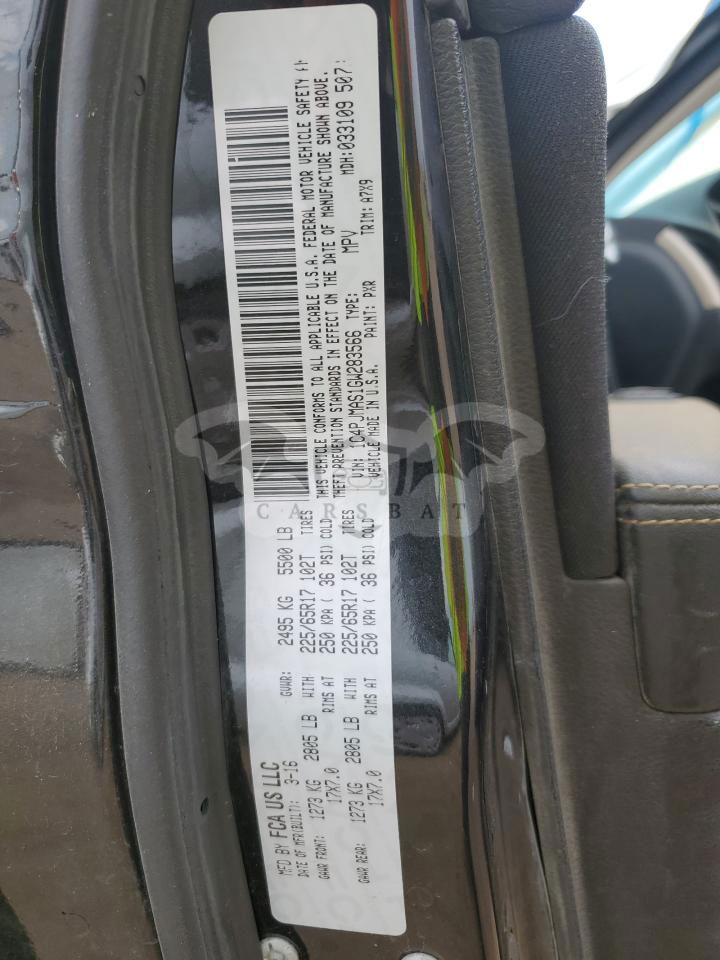 MFD BY FCA US LLC
DATE OF MFR(BUILT): 3-16 GVWR: 2495 KG 5500 LB
GAWR FRONT: 1273 KG 2805 LB WITH 225/65R17 102T TIRES
17X7.0 RIMS AT 250 KPA ( 36 PSI) COLD
GAWR REAR: 1273 KG 2805 LB WITH 225/65R17 102T TIRES
17X7.0 RIMS AT 250 KPA ( 36 PSI) COLD
THIS VEHICLE CONFORMS TO ALL APPLICABLE U.S.A. FEDERAL MOTOR VEHICLE SAFETY
THEFT PREVENTION STANDARDS IN EFFECT ON THE DATE OF MANUFACTURE SHOWN ABOVE.
VIN: 1C4PJMAS1GW283566 TYPE: MPV MDH:033109 507:
VEHICLE MADE IN U.S.A. PAINT: PXR TRIM: A7X9
CARSBAT